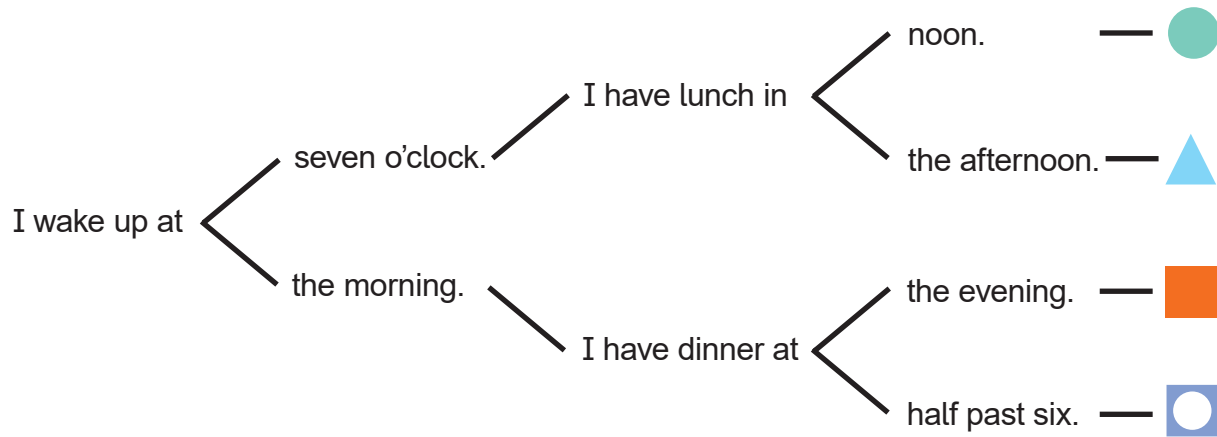 I wake up at
seven o’clock.
the morning.
I have lunch in
I have dinner at
noon.
the afternoon.
the evening.
half past six.